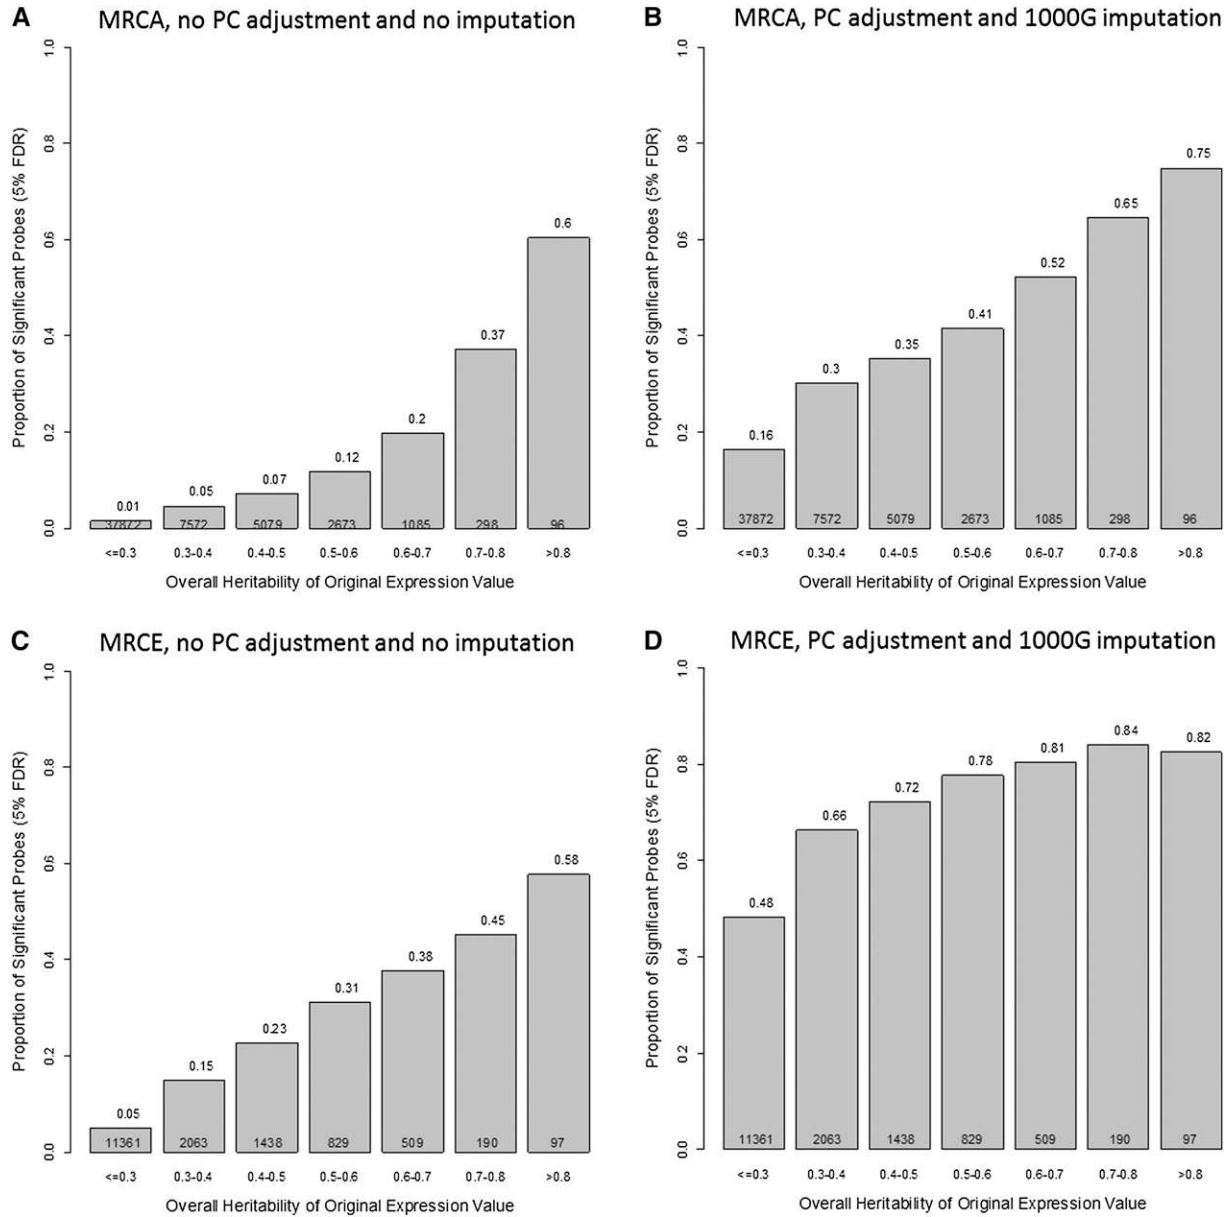 A MRCA, no PC adjustment and no imputation
1.0
0.8
0.6
0.4
0.2
0.0
Proportion of Significant Probes (5% FDR)
0.01 0.05 0.07 0.12 0.2 0.37 0.6
37872 7572 5079 2673 1085 298 96
<=0.3 0.3-0.4 0.4-0.5 0.5-0.6 0.6-0.7 0.7-0.8 >0.8
Overall Heritability of Original Expression Value
B MRCA, PC adjustment and 1000G imputation
1.0
0.8
0.6
0.4
0.2
0.0
Proportion of Significant Probes (5% FDR)
0.16 0.3 0.35 0.41 0.52 0.65 0.75
37872 7572 5079 2673 1085 298 96
<=0.3 0.3-0.4 0.4-0.5 0.5-0.6 0.6-0.7 0.7-0.8 >0.8
Overall Heritability of Original Expression Value
C MRCE, no PC adjustment and no imputation
1.0
0.8
0.6
0.4
0.2
0.0
Proportion of Significant Probes (5% FDR)
0.05 0.15 0.23 0.31 0.38 0.45 0.58
11361 2063 1438 829 509 190 97
<=0.3 0.3-0.4 0.4-0.5 0.5-0.6 0.6-0.7 0.7-0.8 >0.8
Overall Heritability of Original Expression Value
D MRCE, PC adjustment and 1000G imputation
1.0
0.8
0.6
0.4
0.2
0.0
Proportion of Significant Probes (5% FDR)
0.48 0.66 0.72 0.78 0.81 0.84 0.82
11361 2063 1438 829 509 190 97
<=0.3 0.3-0.4 0.4-0.5 0.5-0.6 0.6-0.7 0.7-0.8 >0.8
Overall Heritability of Original Expression Value